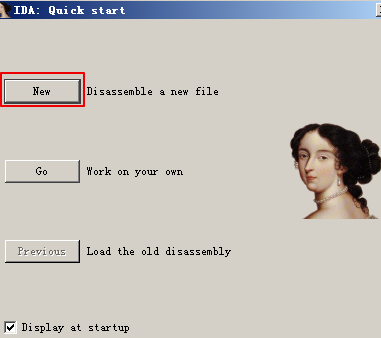 IDA: Quick start
New Disassemble a new file
Go Work on your own
Previous Load the old disassembly
Display at startup